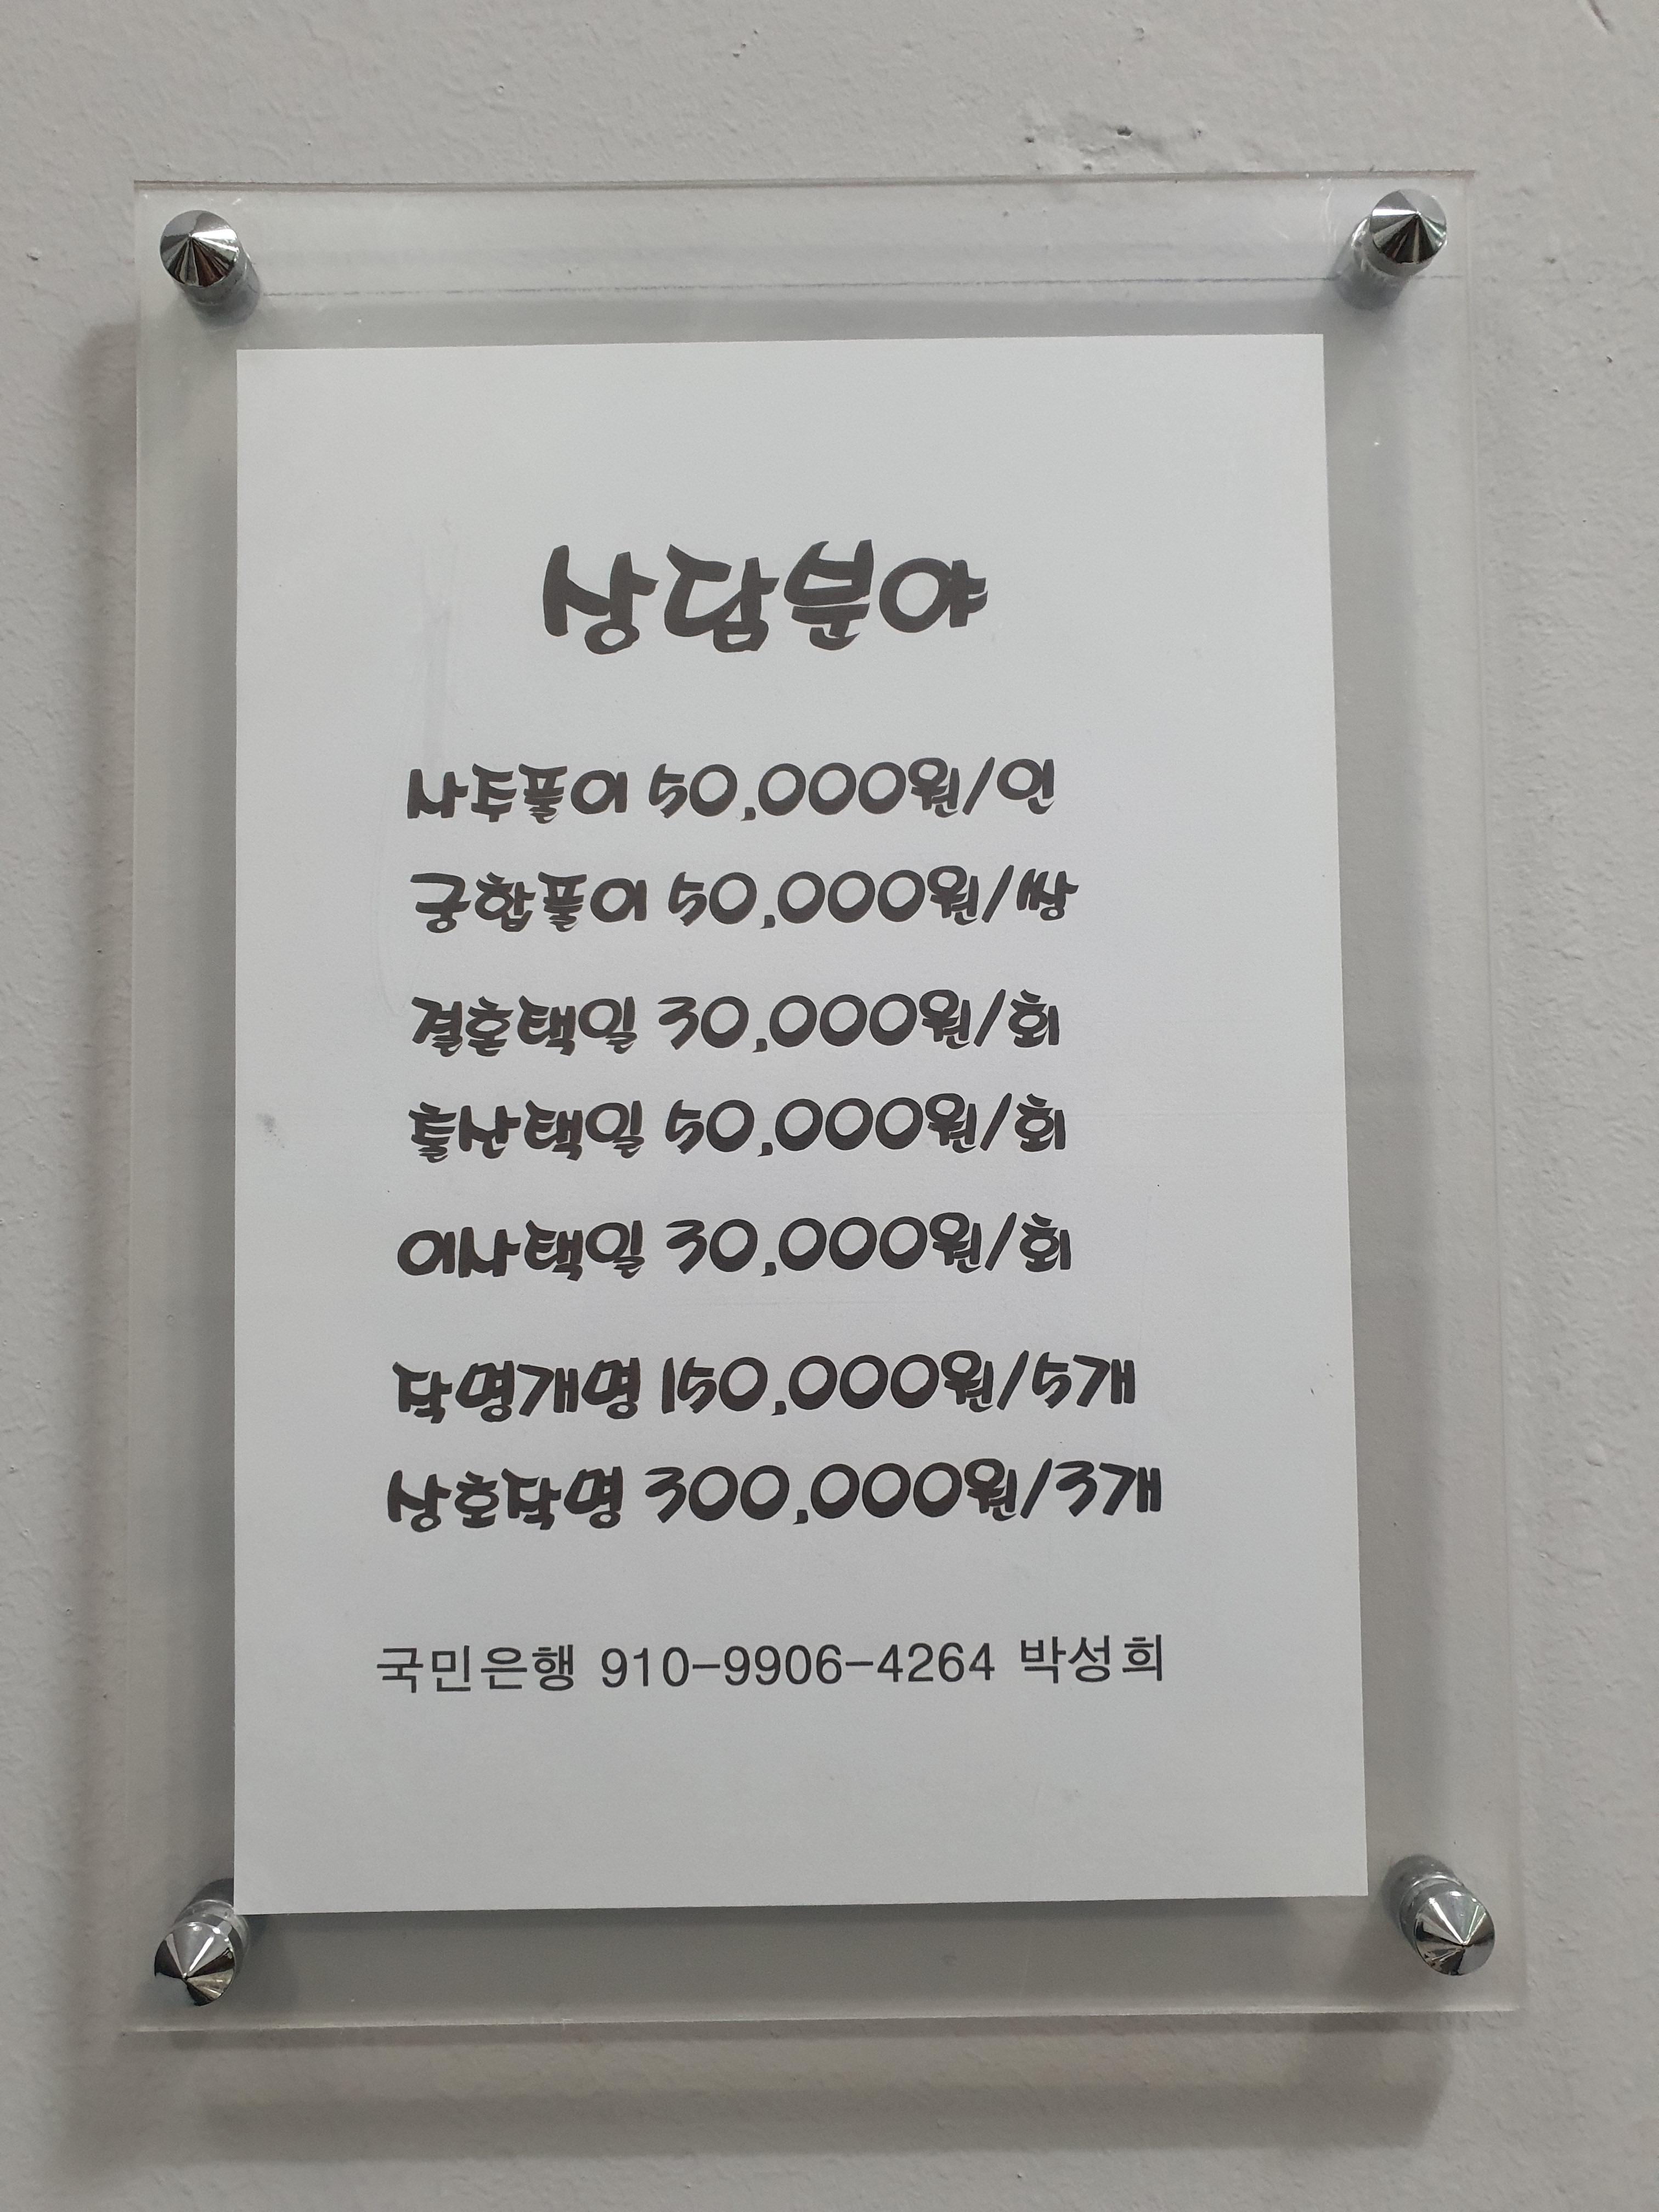 상담분야
사주풀이 50,000원/인
궁합풀이 50,000원/쌍
결혼택일 30,000원/회
출산택일 50,000원/회
이사택일 30,000원/회
작명개명 150,000원/5개
상호작명 300,000원/3개
국민은행 910-9906-4264 박성희